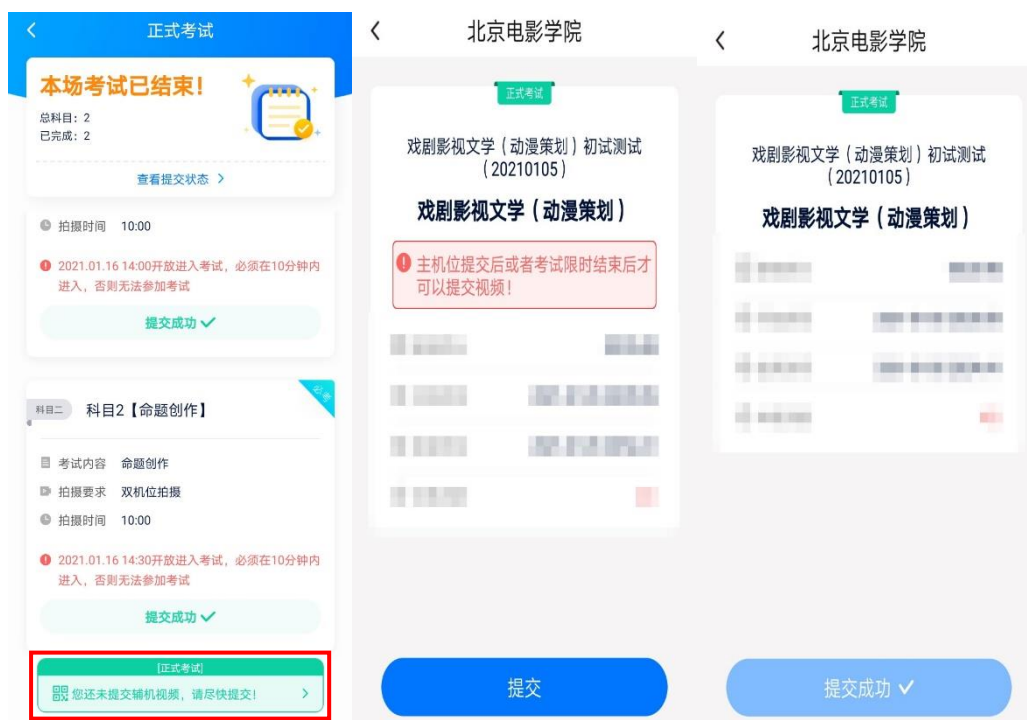 正式考试
本场考试已结束!
总科目: 2
已完成: 2
查看提交状态
拍摄时间 10:00
2021.01.16 14:00开放进入考试，必须在10分钟内
进入，否则无法参加考试
提交成功
必考
科目二 科目2【命题创作】
考试内容 命题创作
拍摄要求 双机位拍摄
拍摄时间 10:00
2021.01.16 14:30开放进入考试，必须在10分钟内
进入，否则无法参加考试
提交成功
[正式考试]
您还未提交辅机视频，请尽快提交!
北京电影学院
正式考试
戏剧影视文学（动漫策划）初试测试
（20210105）
戏剧影视文学（动漫策划）
主机位提交后或者考试限时结束后才
可以提交视频!
提交
北京电影学院
正式考试
戏剧影视文学（动漫策划）初试测试
（20210105）
戏剧影视文学（动漫策划）
提交成功